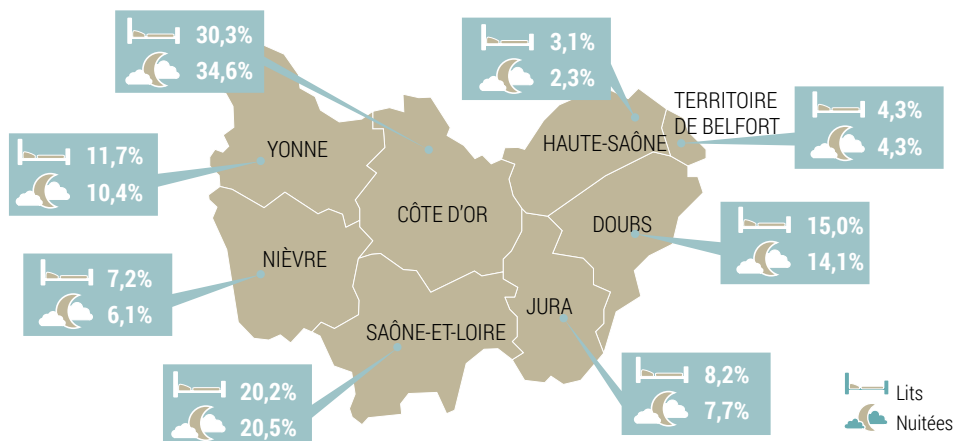 30,3%
34,6%
3,1%
2,3%
TERRITOIRE
DE BELFORT
4,3%
4,3%
HAUTE-SAÔNE
YONNE
11,7%
10,4%
CÔTE D'OR
DOURS
15,0%
14,1%
NIÈVRE
7,2%
6,1%
JURA
SAÔNE-ET-LOIRE
20,2%
20,5%
8,2%
7,7%
Lits
Nuitées